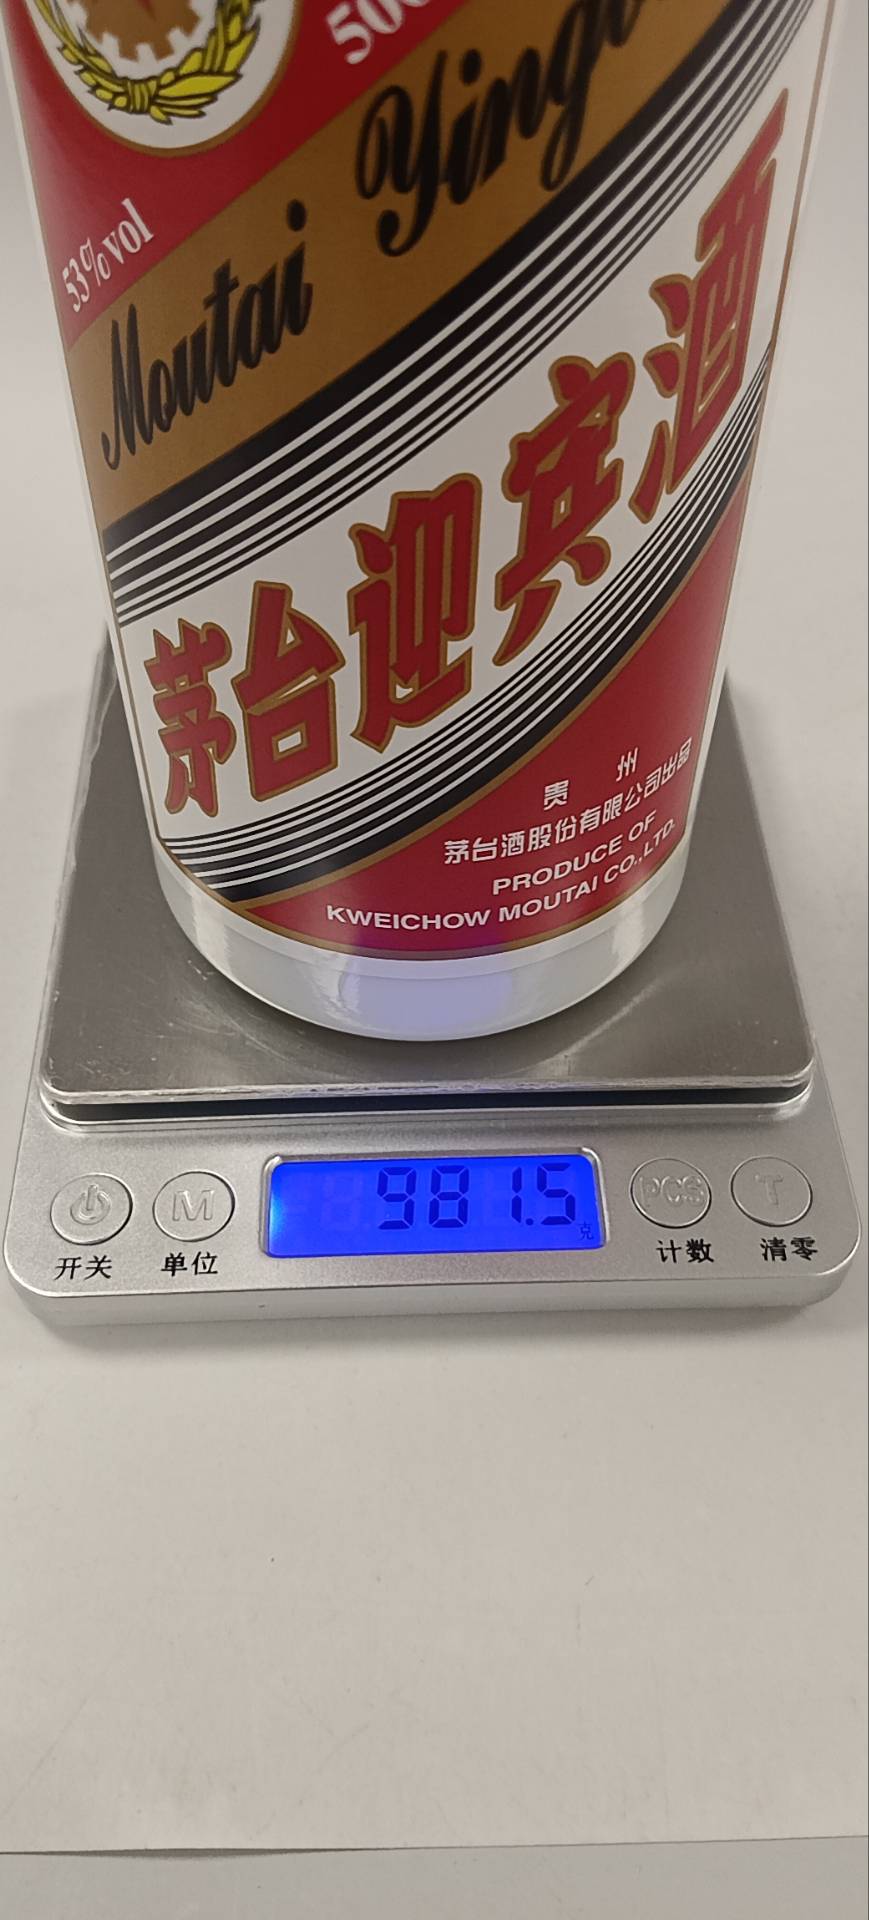 53%vol
Moutai
茅台迎宾酒
贵州
茅台酒股份有限公司出品
PRODUCE OF
KWEICHOW MOUTAI CO.,LTD.
981.5
克
M
PCS
T
开关
单位
计数
清零